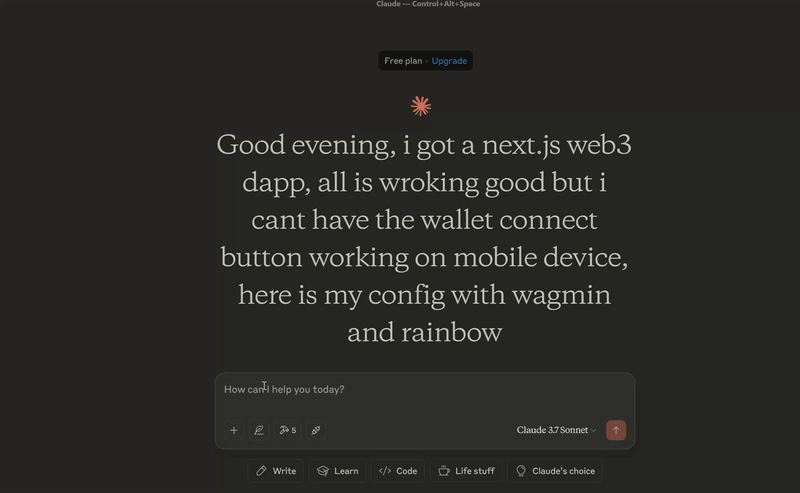 Claude — Control+Alt+Space
Free plan · Upgrade
Good evening, i got a next.js web3
dapp, all is wroking good but i
cant have the wallet connect
button working on mobile device,
here is my config with wagmin
and rainbow
How can I help you today?
5
Claude 3.7 Sonnet
Write
Learn
Code
Life stuff
Claude's choice